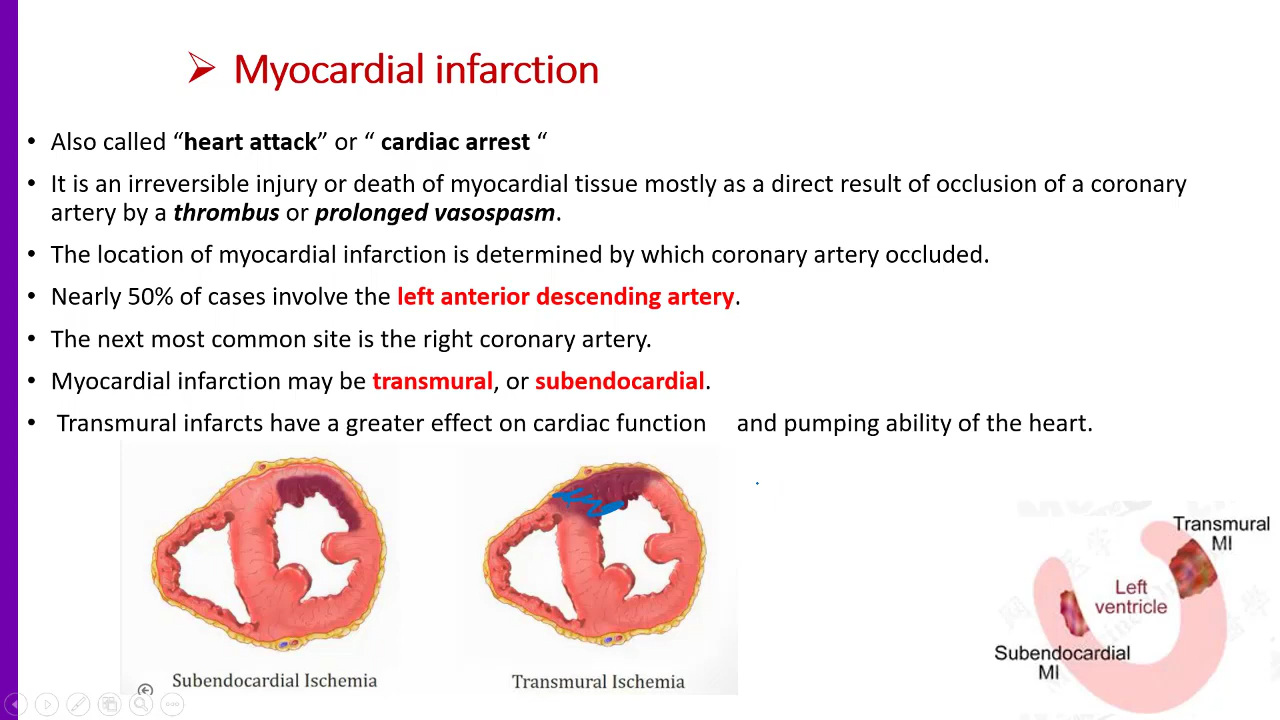 Myocardial infarction
• Also called “heart attack” or “ cardiac arrest “
• It is an irreversible injury or death of myocardial tissue mostly as a direct result of occlusion of a coronary
artery by a thrombus or prolonged vasospasm.
• The location of myocardial infarction is determined by which coronary artery occluded.
• Nearly 50% of cases involve the left anterior descending artery.
• The next most common site is the right coronary artery.
• Myocardial infarction may be transmural, or subendocardial.
• Transmural infarcts have a greater effect on cardiac function and pumping ability of the heart.
Subendocardial Ischemia
Transmural Ischemia
Transmural
MI
Left
ventricle
Subendocardial
MI